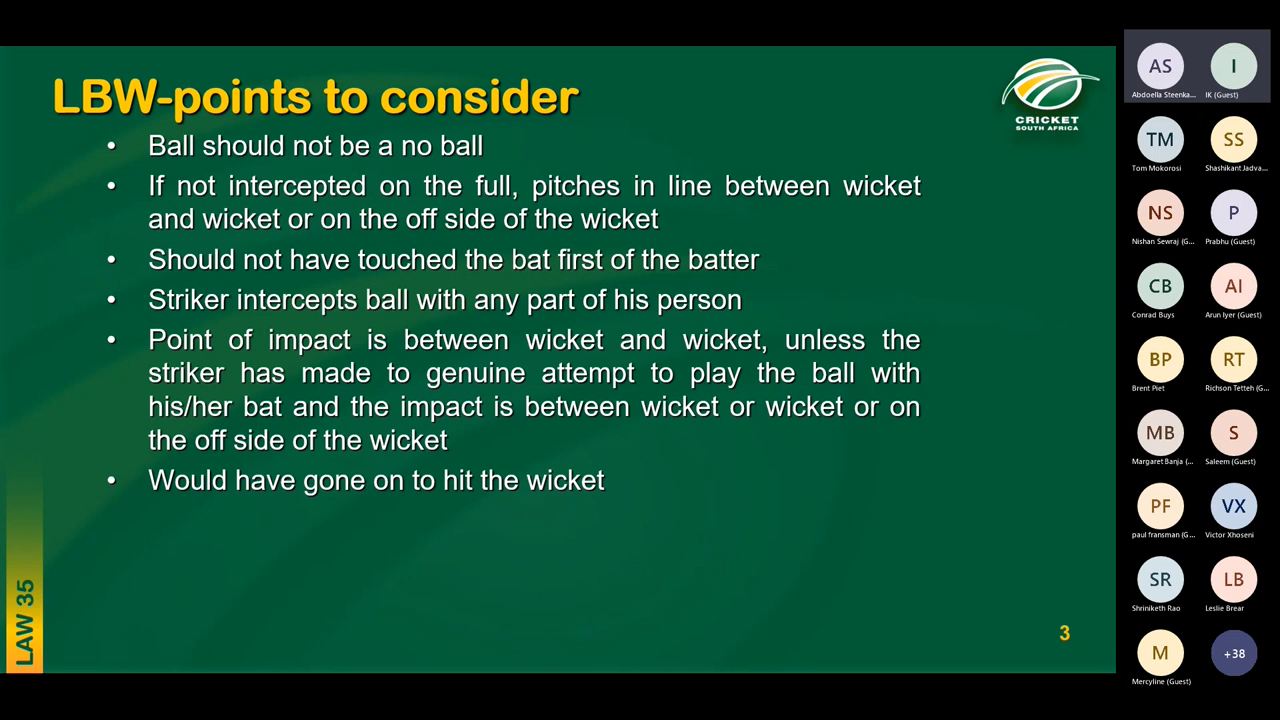 LBW-points to consider
CRICKET
SOUTH AFRICA
• Ball should not be a no ball
• If not intercepted on the full, pitches in line between wicket
and wicket or on the off side of the wicket
• Should not have touched the bat first of the batter
• Striker intercepts ball with any part of his person
• Point of impact is between wicket and wicket, unless the
striker has made to genuine attempt to play the ball with
his/her bat and the impact is between wicket or wicket or on
the off side of the wicket
• Would have gone on to hit the wicket
LAW 35
3
AS
I
Abdoella Steenka...
IK (Guest)
TM
SS
Tom Mokorosi
Shashikant Jadva...
NS
P
Nishan Sewraj (G...
Prabhu (Guest)
CB
AI
Conrad Buys
Arun Iyer (Guest)
BP
RT
Brent Piet
Richson Tetteh (G...
MB
S
Margaret Banja (...
Saleem (Guest)
PF
VX
paul fransman (G...
Victor Xhoseni
SR
LB
Shriniketh Rao
Leslie Brear
M
+38
Mercyline (Guest)